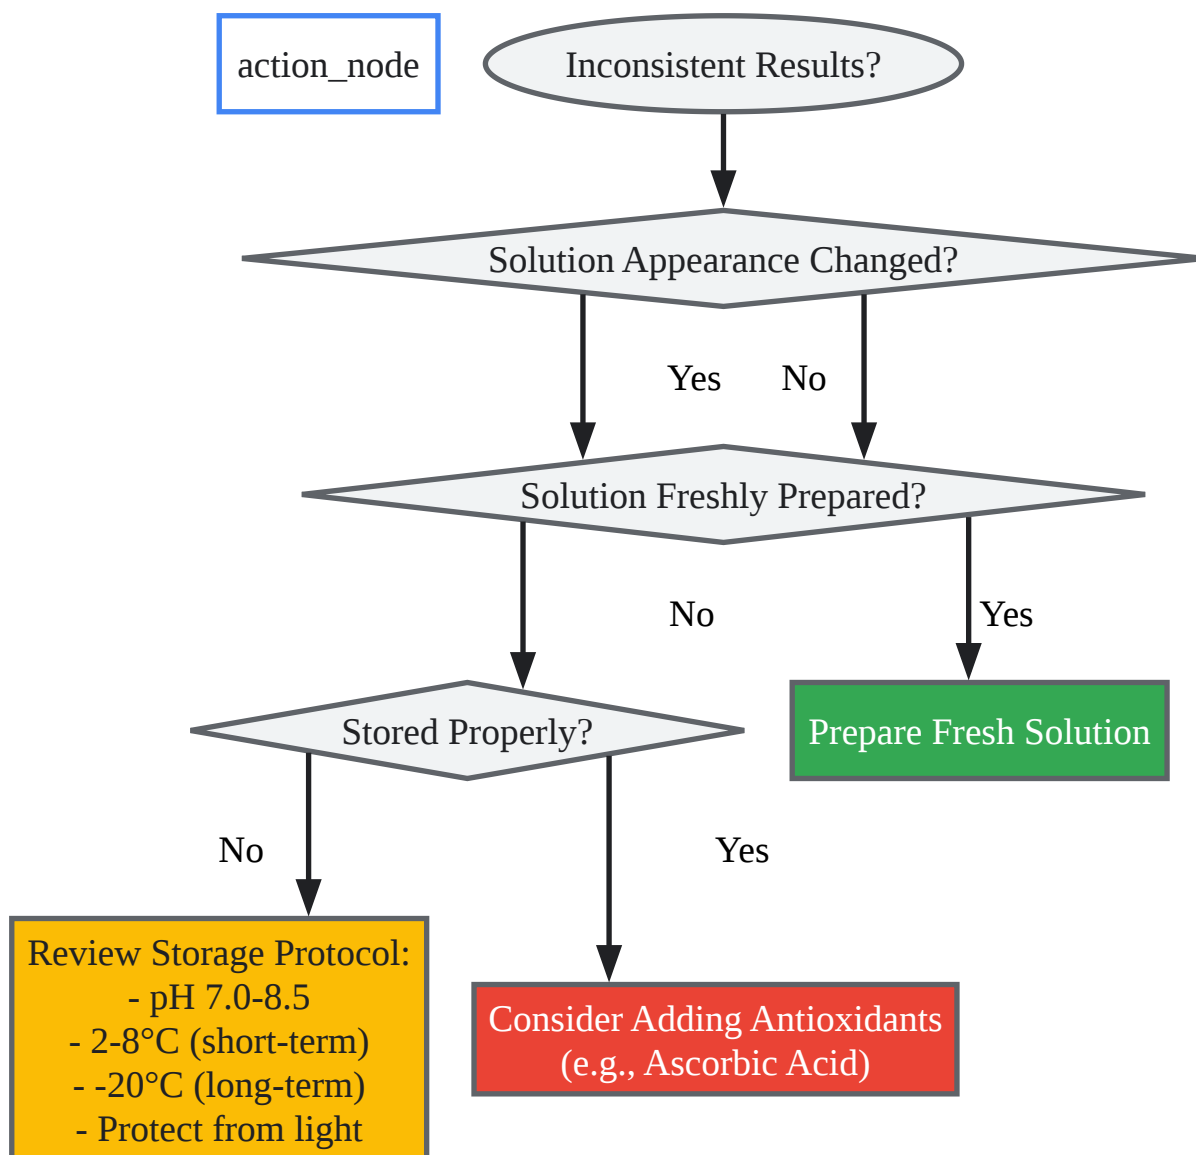 action_node
Inconsistent Results?
Solution Appearance Changed?
Yes
No
Solution Freshly Prepared?
No
Yes
Stored Properly?
Prepare Fresh Solution
No
Yes
Review Storage Protocol:
- pH 7.0-8.5
- 2-8°C (short-term)
- -20°C (long-term)
- Protect from light
Consider Adding Antioxidants
(e.g., Ascorbic Acid)